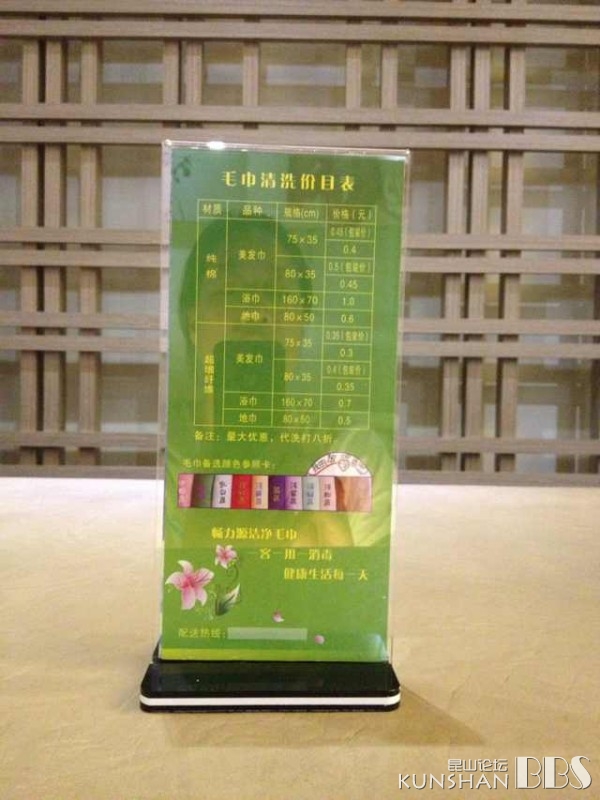 毛巾清洗价目表
材质 品种 规格(cm) 价格（元）
纯棉 美发巾 75×35 0.45（包装价）
0.4
80×35 0.5（包装价）
0.45
浴巾 160×70 1.0
地巾 80×50 0.6
超细纤维 美发巾 75×35 0.35（包装价）
0.3
80×35 0.4（包装价）
0.35
浴巾 160×70 0.7
地巾 80×50 0.5
备注：量大优惠，代洗打八折。
毛巾备选颜色参照卡：
畅力源洁净毛巾
一客一用一消毒
健康生活每一天
配送热线：
昆山论坛
KUNSHAN BBS